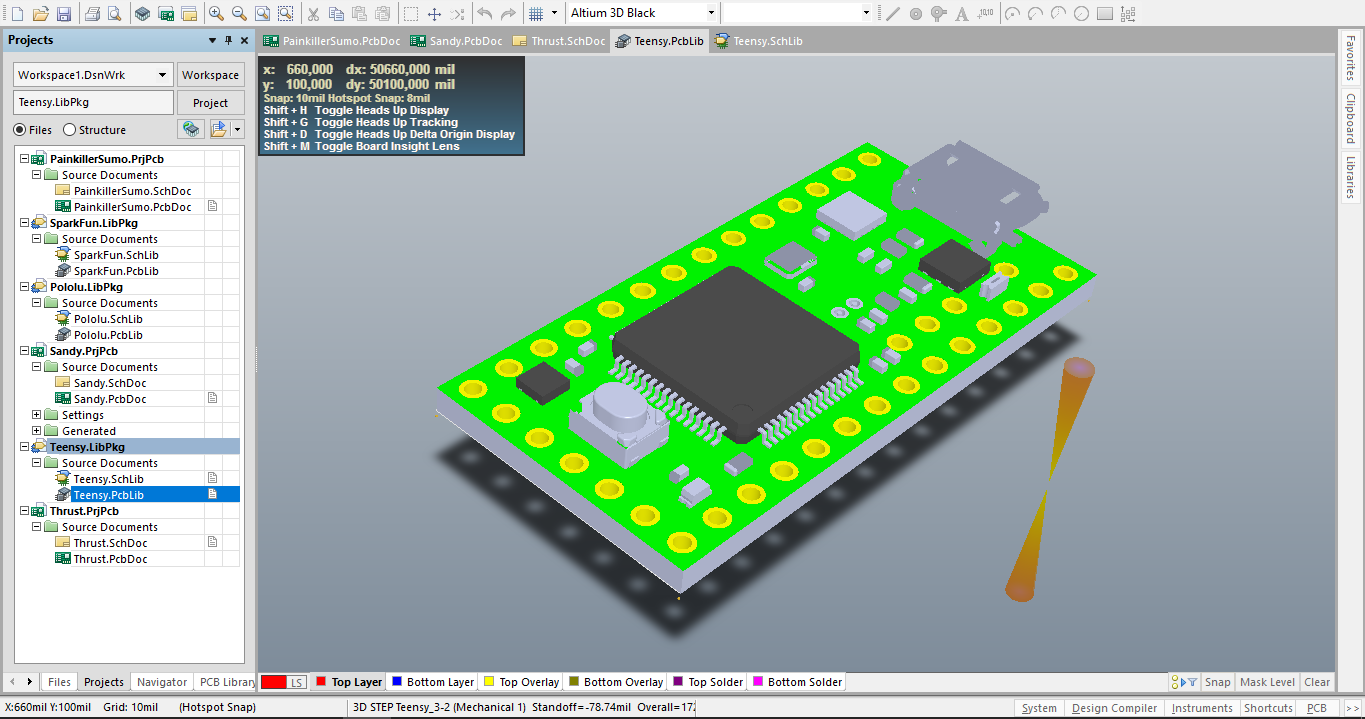 Altium 3D Black
+10,10
Projects
PainkillerSumo.PcbDoc
Sandy.PcbDoc
Thrust.SchDoc
Teensy.PcbLib
Teensy.SchLib
Workspace1.DsnWrk
Workspace
Teensy.LibPkg
Project
Files
Structure
PainkillerSumo.PrjPcb
Source Documents
PainkillerSumo.SchDoc
PainkillerSumo.PcbDoc
SparkFun.LibPkg
Source Documents
SparkFun.SchLib
SparkFun.PcbLib
Pololu.LibPkg
Source Documents
Pololu.SchLib
Pololu.PcbLib
Sandy.PrjPcb
Source Documents
Sandy.SchDoc
Sandy.PcbDoc
Settings
Generated
Teensy.LibPkg
Source Documents
Teensy.SchLib
Teensy.PcbLib
Thrust.PrjPcb
Source Documents
Thrust.SchDoc
Thrust.PcbDoc
x: 660,000 dx: 50660,000 mil
y: 100,000 dy: 50100,000 mil
Snap: 10mil Hotspot Snap: 8mil
Shift + H Toggle Heads Up Display
Shift + G Toggle Heads Up Tracking
Shift + D Toggle Heads Up Delta Origin Display
Shift + M Toggle Board Insight Lens
Favorites
Clipboard
Libraries
Files
Projects
Navigator
PCB Library
LS
Top Layer
Bottom Layer
Top Overlay
Bottom Overlay
Top Solder
Bottom Solder
Snap
Mask Level
Clear
X:660mil Y:100mil Grid: 10mil (Hotspot Snap)
3D STEP Teensy_3-2 (Mechanical 1) Standoff=-78.74mil Overall=172
System
Design Compiler
Instruments
Shortcuts
PCB
>>